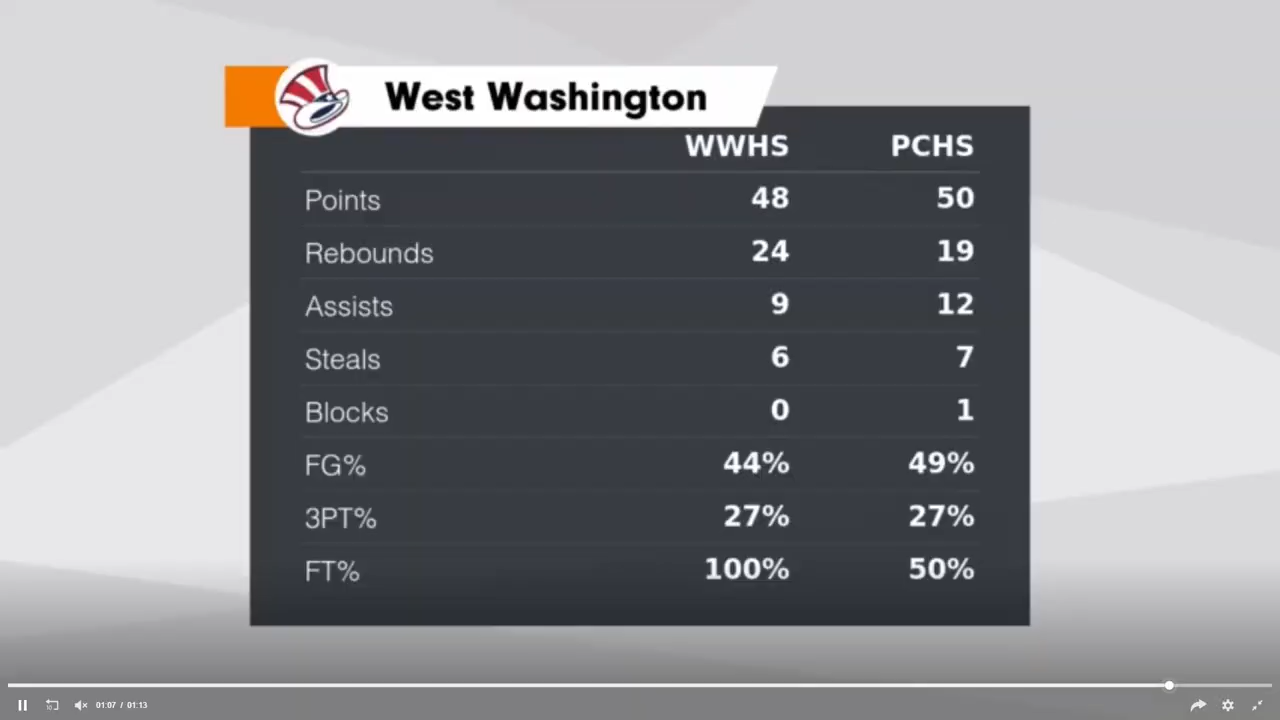 West Washington
WWHS PCHS
Points 48 50
Rebounds 24 19
Assists 9 12
Steals 6 7
Blocks 0 1
FG% 44% 49%
3PT% 27% 27%
FT% 100% 50%
10 01:07 / 01:13